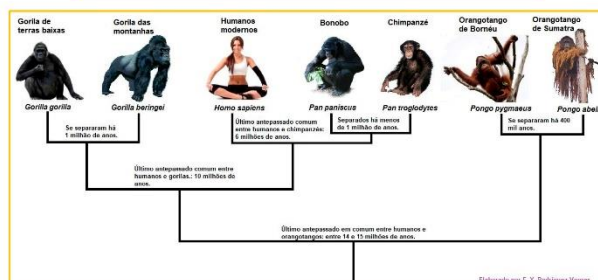 Gorila de
terras baixas
Gorila das
montanhas
Humanos
modernos
Bonobo
Chimpanzé
Orangotango
de Bornéu
Orangotango
de Sumatra
Gorilla gorilla
Gorilla beringei
Homo sapiens
Pan paniscus
Pan troglodytes
Pongo pygmaeus
Pongo abelii
Se separaram há
1 milhão de anos.
Último antepassado comum
entre humanos e chimpanzés:
6 milhões de anos.
Separados há menos
de 1 milhão de anos.
Se separaram há 400
mil anos.
Último antepassado comum entre
humanos e gorilas.: 10 milhões de
anos.
Último antepassado em comum entre humanos e
orangotangos: entre 14 e 15 milhões de anos.
Elaborado por